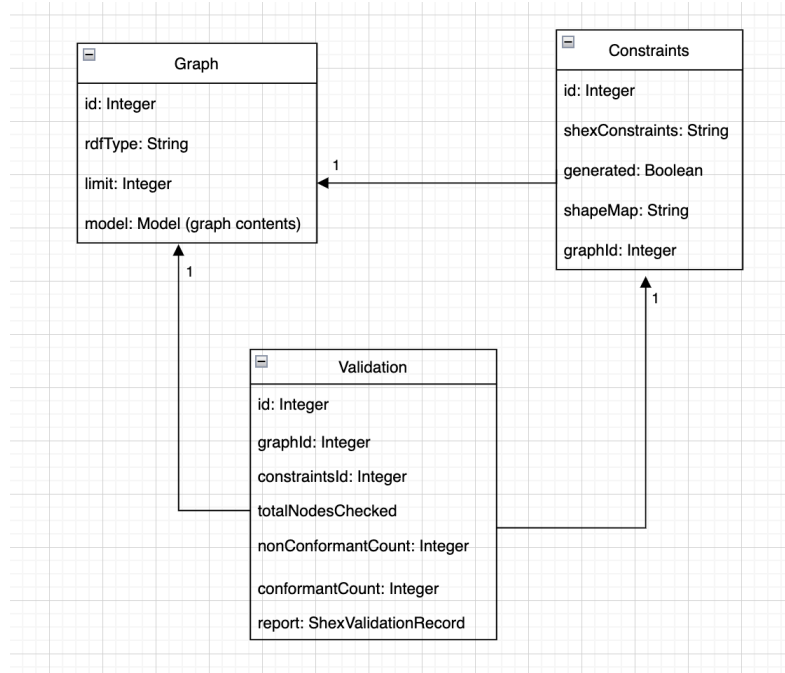 Graph
id: Integer
rdfType: String
limit: Integer
model: Model (graph contents)
Constraints
id: Integer
shexConstraints: String
generated: Boolean
shapeMap: String
graphId: Integer
1
1
1
Validation
id: Integer
graphId: Integer
constraintsId: Integer
totalNodesChecked
nonConformantCount: Integer
conformantCount: Integer
report: ShexValidationRecord